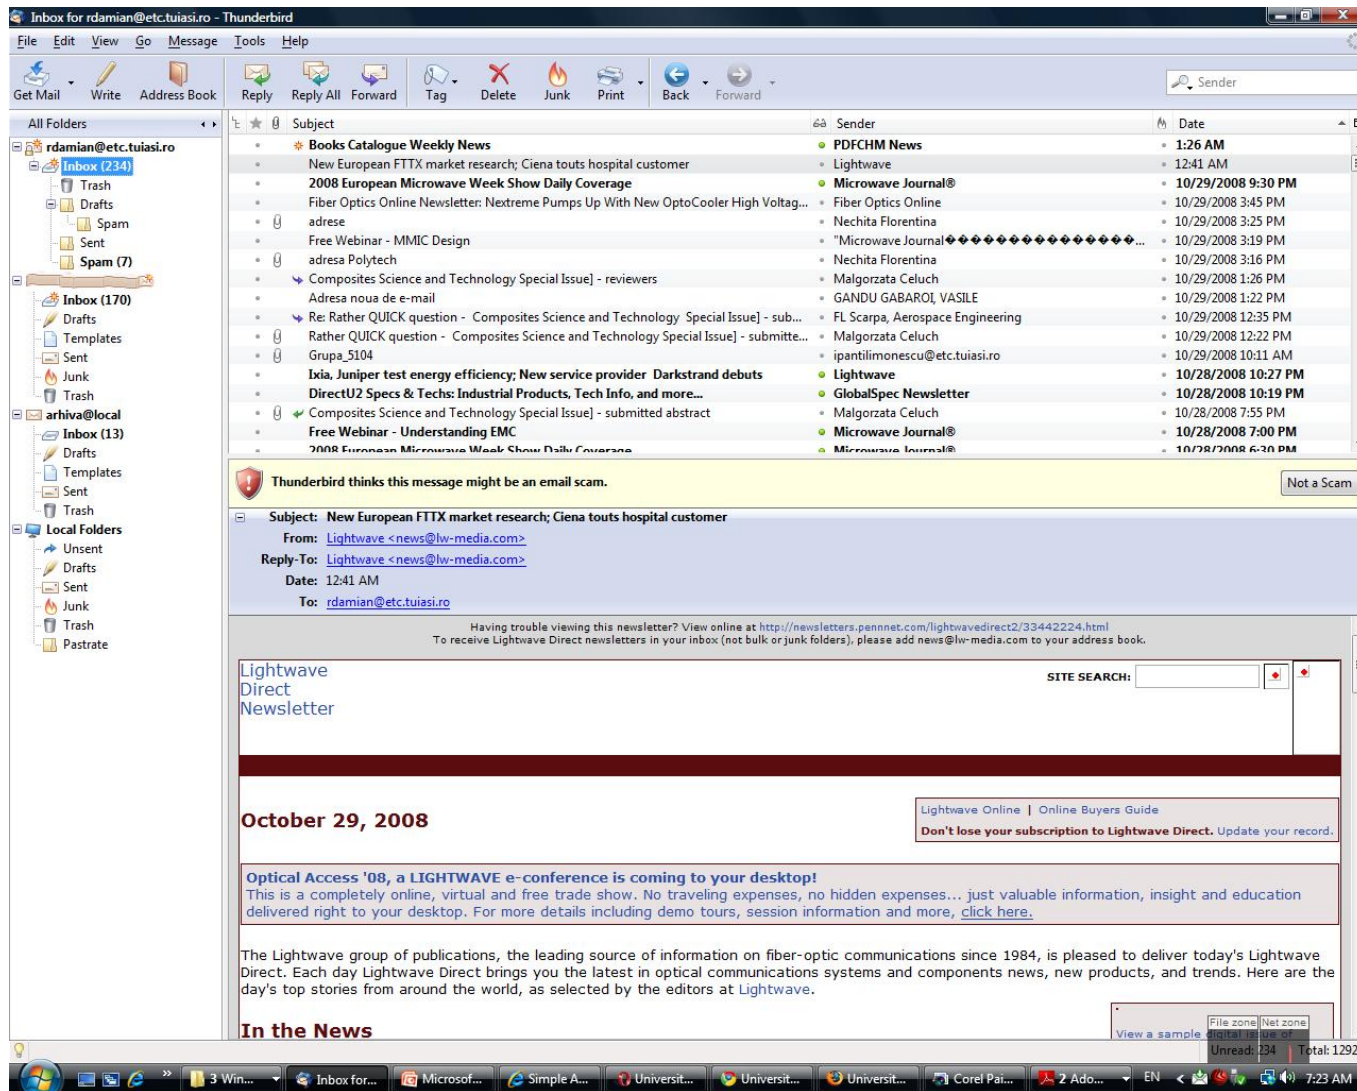 Inbox for rdamian@etc.tuiasi.ro - Thunderbird
File Edit View Go Message Tools Help
Get Mail Write Address Book Reply Reply All Forward Tag Delete Junk Print Back Forward Sender
All Folders
rdamian@etc.tuiasi.ro
Inbox (234)
Trash
Drafts
Spam
Sent
Spam (7)
Inbox (170)
Drafts
Templates
Sent
Junk
Trash
arhiva@local
Inbox (13)
Drafts
Templates
Sent
Trash
Local Folders
Unsent
Drafts
Sent
Junk
Trash
Pastrate
Subject Sender Date
Books Catalogue Weekly News PDFCHM News 1:26 AM
New European FTTX market research; Ciena touts hospital customer Lightwave 12:41 AM
2008 European Microwave Week Show Daily Coverage Microwave Journal® 10/29/2008 9:30 PM
Fiber Optics Online Newsletter: Nextreme Pumps Up With New OptoCooler High Voltag... Fiber Optics Online 10/29/2008 3:45 PM
adrese Nechita Florentina 10/29/2008 3:25 PM
Free Webinar - MMIC Design "Microwave Journal����������������... 10/29/2008 3:19 PM
adresa Polytech Nechita Florentina 10/29/2008 3:16 PM
Composites Science and Technology Special Issue] - reviewers Malgorzata Celuch 10/29/2008 1:26 PM
Adresa noua de e-mail GANDU GABAROI, VASILE 10/29/2008 1:22 PM
Re: Rather QUICK question - Composites Science and Technology Special Issue] - sub... FL Scarpa, Aerospace Engineering 10/29/2008 12:35 PM
Rather QUICK question - Composites Science and Technology Special Issue] - submitte... Malgorzata Celuch 10/29/2008 12:22 PM
Grupa_5104 ipantilimonescu@etc.tuiasi.ro 10/29/2008 10:11 AM
Ixia, Juniper test energy efficiency; New service provider Darkstrand debuts Lightwave 10/28/2008 10:27 PM
DirectU2 Specs & Techs: Industrial Products, Tech Info, and more... GlobalSpec Newsletter 10/28/2008 10:19 PM
Composites Science and Technology Special Issue] - submitted abstract Malgorzata Celuch 10/28/2008 7:55 PM
Free Webinar - Understanding EMC Microwave Journal® 10/28/2008 7:00 PM
2008 European Microwave Week Show Daily Coverage Microwave Journal® 10/28/2008 6:30 PM
Thunderbird thinks this message might be an email scam. Not a Scam
Subject: New European FTTX market research; Ciena touts hospital customer
From: Lightwave <news@lw-media.com>
Reply-To: Lightwave <news@lw-media.com>
Date: 12:41 AM
To: rdamian@etc.tuiasi.ro
Having trouble viewing this newsletter? View online at http://newsletters.pennnet.com/lightwavedirect2/33442224.html
To receive Lightwave Direct newsletters in your inbox (not bulk or junk folders), please add news@lw-media.com to your address book.
Lightwave
Direct
Newsletter
SITE SEARCH:
October 29, 2008
Lightwave Online | Online Buyers Guide
Don't lose your subscription to Lightwave Direct. Update your record.
Optical Access '08, a LIGHTWAVE e-conference is coming to your desktop!
This is a completely online, virtual and free trade show. No traveling expenses, no hidden expenses... just valuable information, insight and education
delivered right to your desktop. For more details including demo tours, session information and more, click here.
The Lightwave group of publications, the leading source of information on fiber-optic communications since 1984, is pleased to deliver today's Lightwave
Direct. Each day Lightwave Direct brings you the latest in optical communications systems and components news, new products, and trends. Here are the
day's top stories from around the world, as selected by the editors at Lightwave.
In the News
View a sample digital issue of
File zone Net zone
Unread: 234 Total: 1292
3 Win... Inbox for... Microsof... Simple A... Universit... Universit... Universit... Corel Pai... 2 Ado... EN 7:23 AM